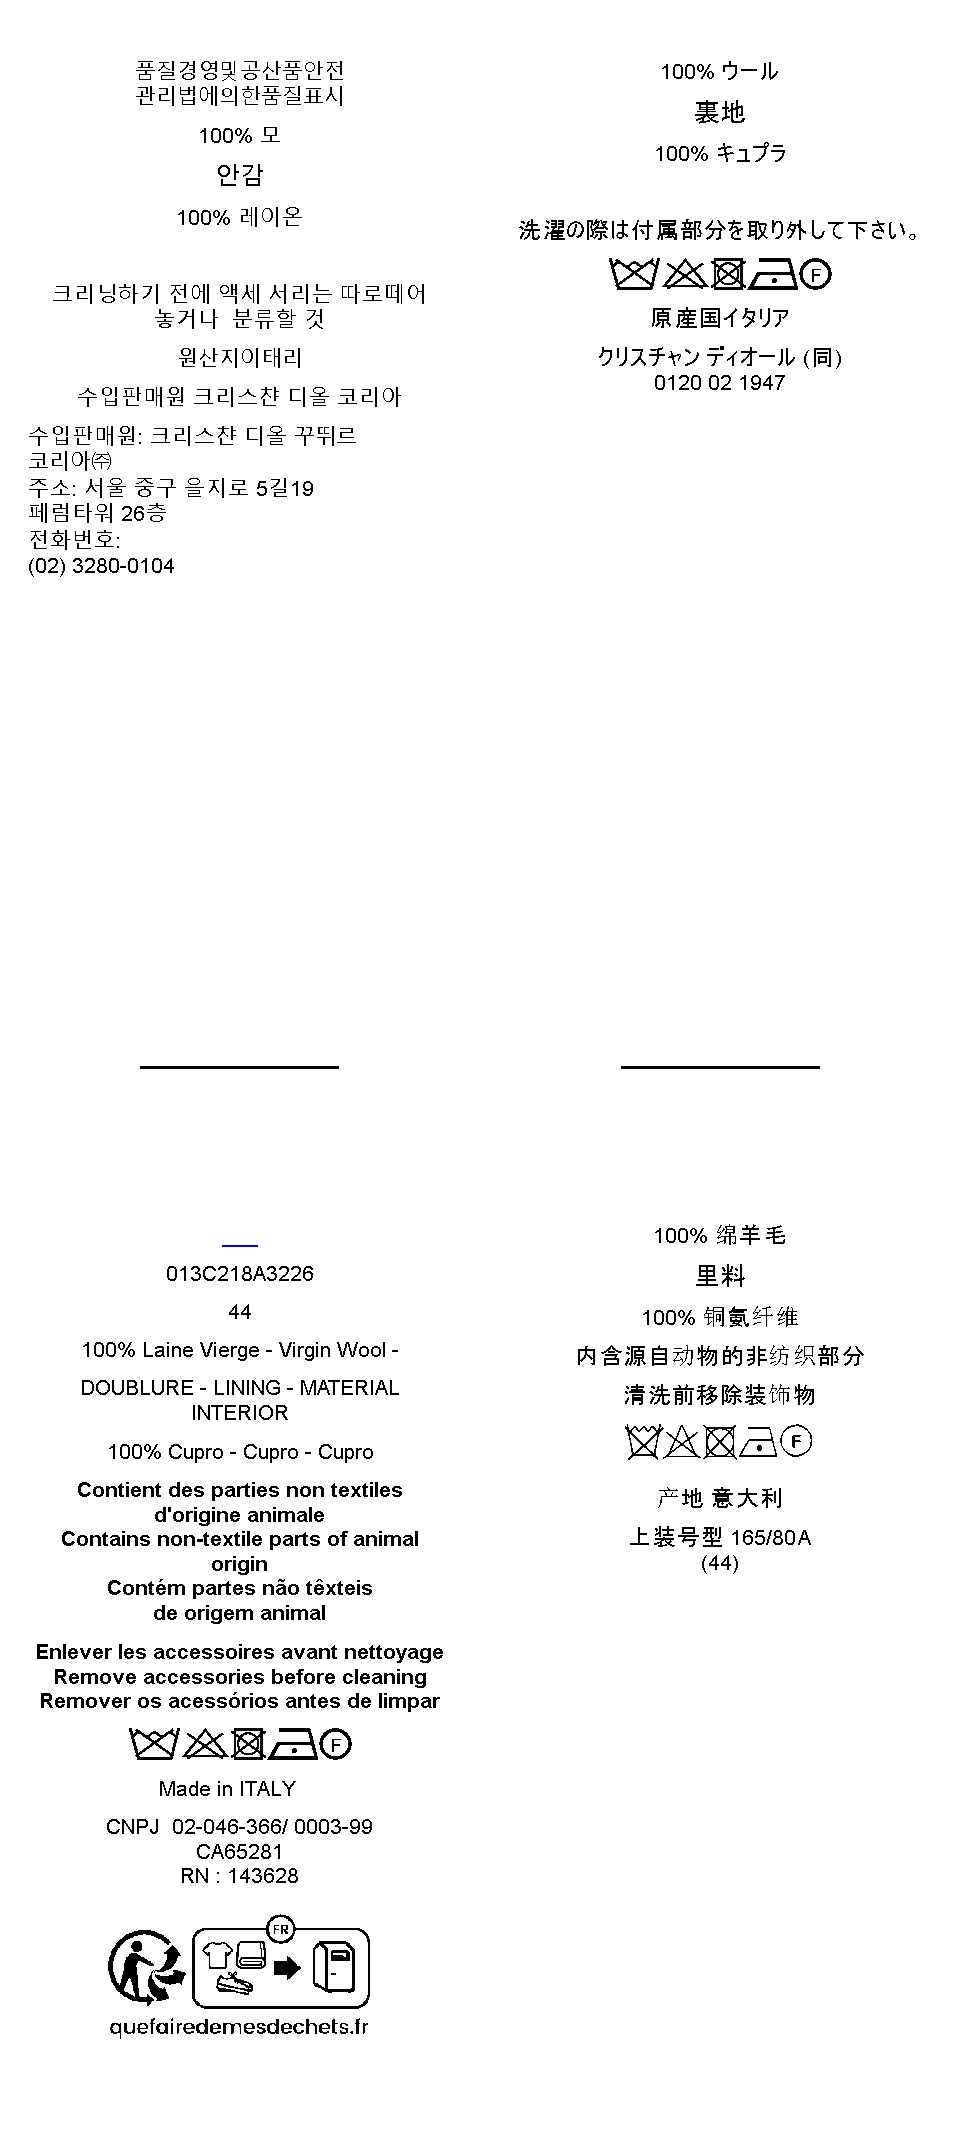 품질경영및공산품안전
관리법에의한품질표시
100% 모
안감
100% 레이온
크리닝하기 전에 액세 서리는 따로떼어
놓거나 분류할 것
원산지이태리
수입판매원 크리스챤 디올 코리아
수입판매원: 크리스챤 디올 꾸뛰르
코리아㈜
주소: 서울 중구 을지로 5길19
페럼타워 26층
전화번호:
(02) 3280-0104
100% ウール
裏地
100% キュプラ
洗濯の際は付属部分を取り外して下さい。
F
原産国イタリア
クリスチャン ディオール (同)
0120 02 1947
013C218A3226
44
100% Laine Vierge - Virgin Wool -
DOUBLURE - LINING - MATERIAL
INTERIOR
100% Cupro - Cupro - Cupro
Contient des parties non textiles
d'origine animale
Contains non-textile parts of animal
origin
Contém partes não têxteis
de origem animal
Enlever les accessoires avant nettoyage
Remove accessories before cleaning
Remover os acessórios antes de limpar
F
Made in ITALY
CNPJ 02-046-366/ 0003-99
CA65281
RN : 143628
FR
quefairedemesdechets.fr
100% 绵羊毛
里料
100% 铜氨纤维
内含源自动物的非纺织部分
清洗前移除装饰物
F
产地 意大利
上装号型 165/80A
(44)